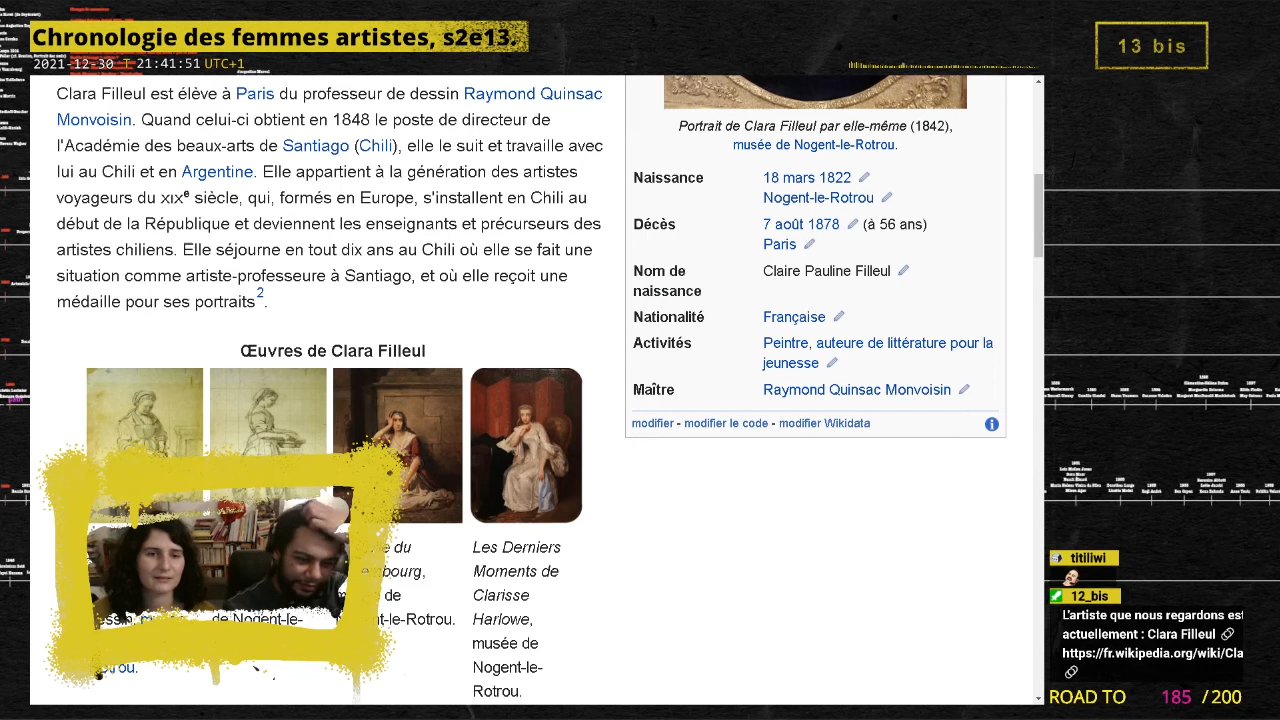 Chronologie des femmes artistes, s2e13
2021-12-30 T 21:41:51 UTC+1
13 bis
Clara Filleul est élève à Paris du professeur de dessin Raymond Quinsac
Monvoisin. Quand celui-ci obtient en 1848 le poste de directeur de
l'Académie des beaux-arts de Santiago (Chili), elle le suit et travaille avec
lui au Chili et en Argentine. Elle appartient à la génération des artistes
voyageurs du XIXe siècle, qui, formés en Europe, s'installent en Chili au
début de la République et deviennent les enseignants et précurseurs des
artistes chiliens. Elle séjourne en tout dix ans au Chili où elle se fait une
situation comme artiste-professeure à Santiago, et où elle reçoit une
médaille pour ses portraits2.
Œuvres de Clara Filleul
de Nogent-le-
bourg,
de
t-le-Rotrou.
Les Derniers
Moments de
Clarisse
Harlowe,
musée de
Nogent-le-
Rotrou.
Portrait de Clara Filleul par elle-même (1842),
musée de Nogent-le-Rotrou.
Naissance 18 mars 1822
Nogent-le-Rotrou
Décès 7 août 1878 (à 56 ans)
Paris
Nom de naissance Claire Pauline Filleul
Nationalité Française
Activités Peintre, auteure de littérature pour la
jeunesse
Maître Raymond Quinsac Monvoisin
modifier - modifier le code - modifier Wikidata
titiliwi
12_bis
L'artiste que nous regardons est
actuellement : Clara Filleul
https://fr.wikipedia.org/wiki/Cla
ROAD TO 185 / 200